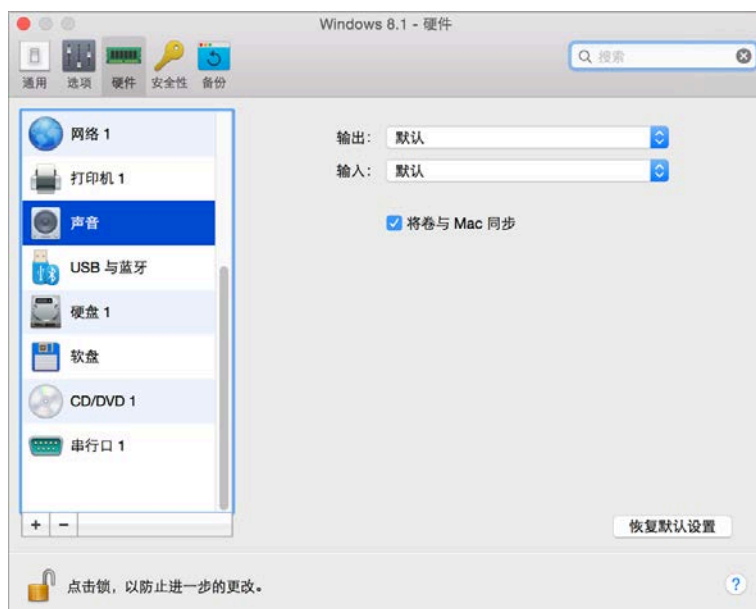 Windows 8.1 - 硬件
通用 选项 硬件 安全性 备份
搜索
网络 1
打印机 1
声音
USB 与蓝牙
硬盘 1
软盘
CD/DVD 1
串行口 1
+ −
输出： 默认
输入： 默认
将卷与 Mac 同步
恢复默认设置
点击锁，以防止进一步的更改。
?